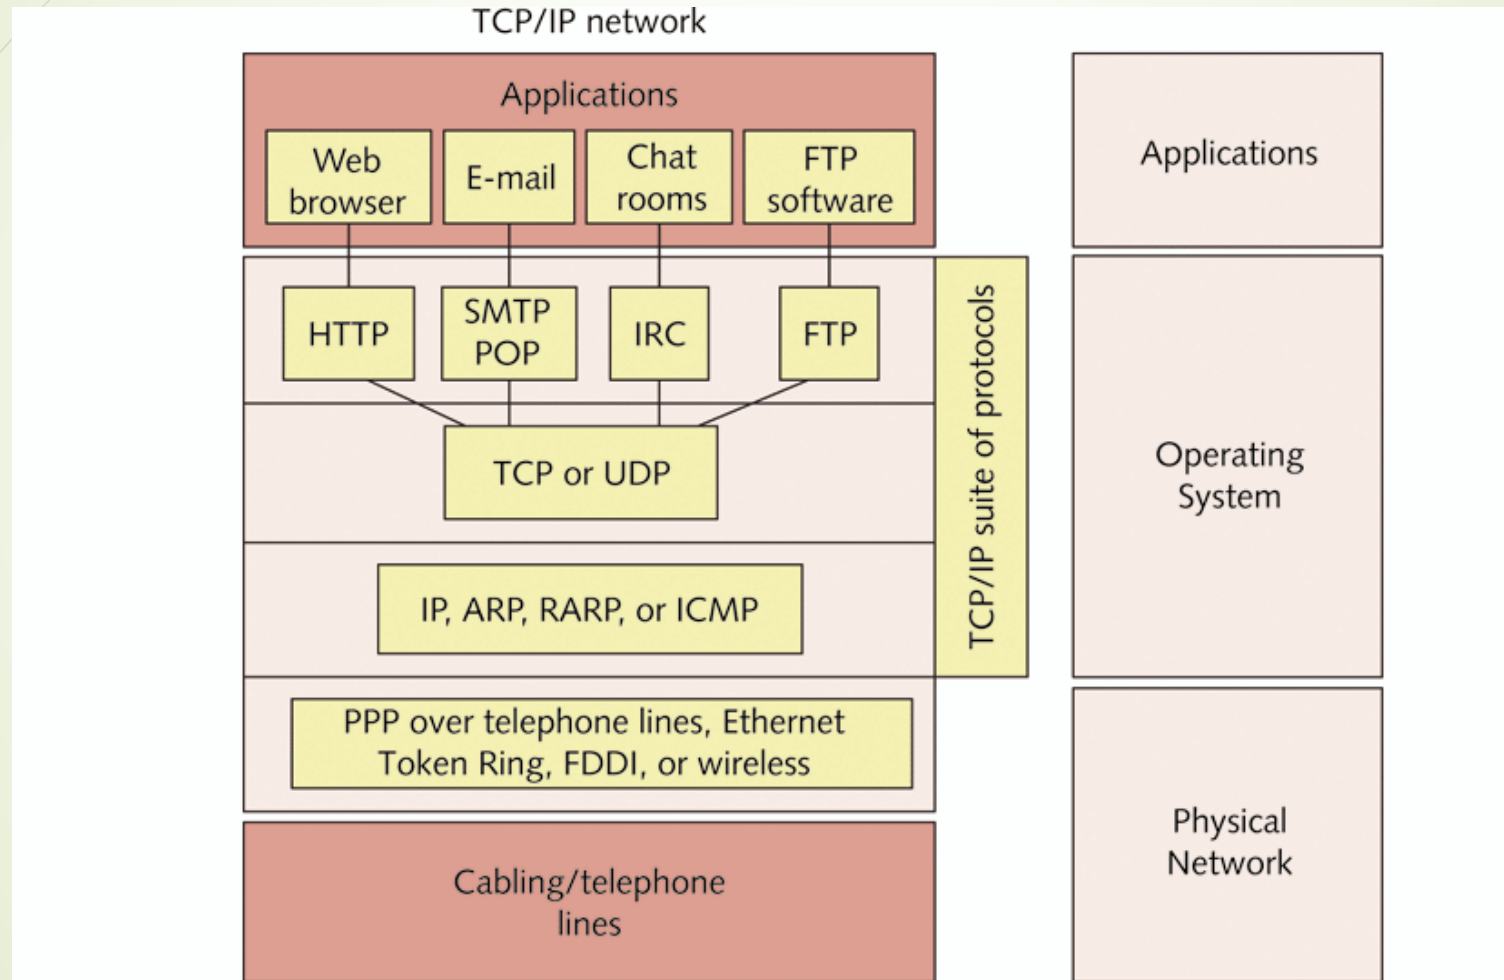 TCP/IP network
Applications
Web
browser
E-mail
Chat
rooms
FTP
software
HTTP
SMTP
POP
IRC
FTP
TCP or UDP
IP, ARP, RARP, or ICMP
PPP over telephone lines, Ethernet
Token Ring, FDDI, or wireless
Cabling/telephone
lines
TCP/IP suite of protocols
Applications
Operating
System
Physical
Network